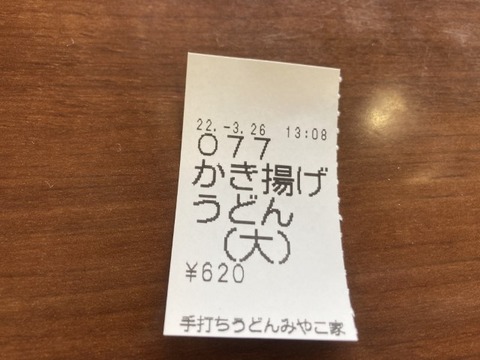 22.-3.26 13:08
077
かき揚げ
うどん
(大)
¥620
手打ちうどんみやこ家